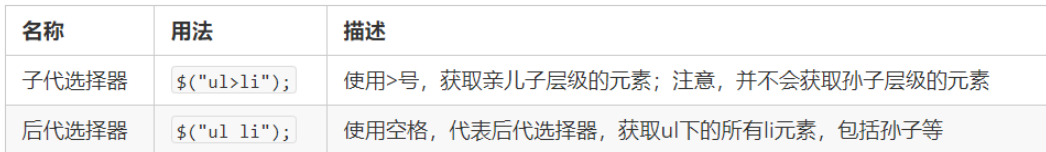 名称 用法 描述
子代选择器 $("ul>li"); 使用>号，获取亲儿子层级的元素；注意，并不会获取孙子层级的元素
后代选择器 $("ul li"); 使用空格，代表后代选择器，获取ul下的所有li元素，包括孙子等